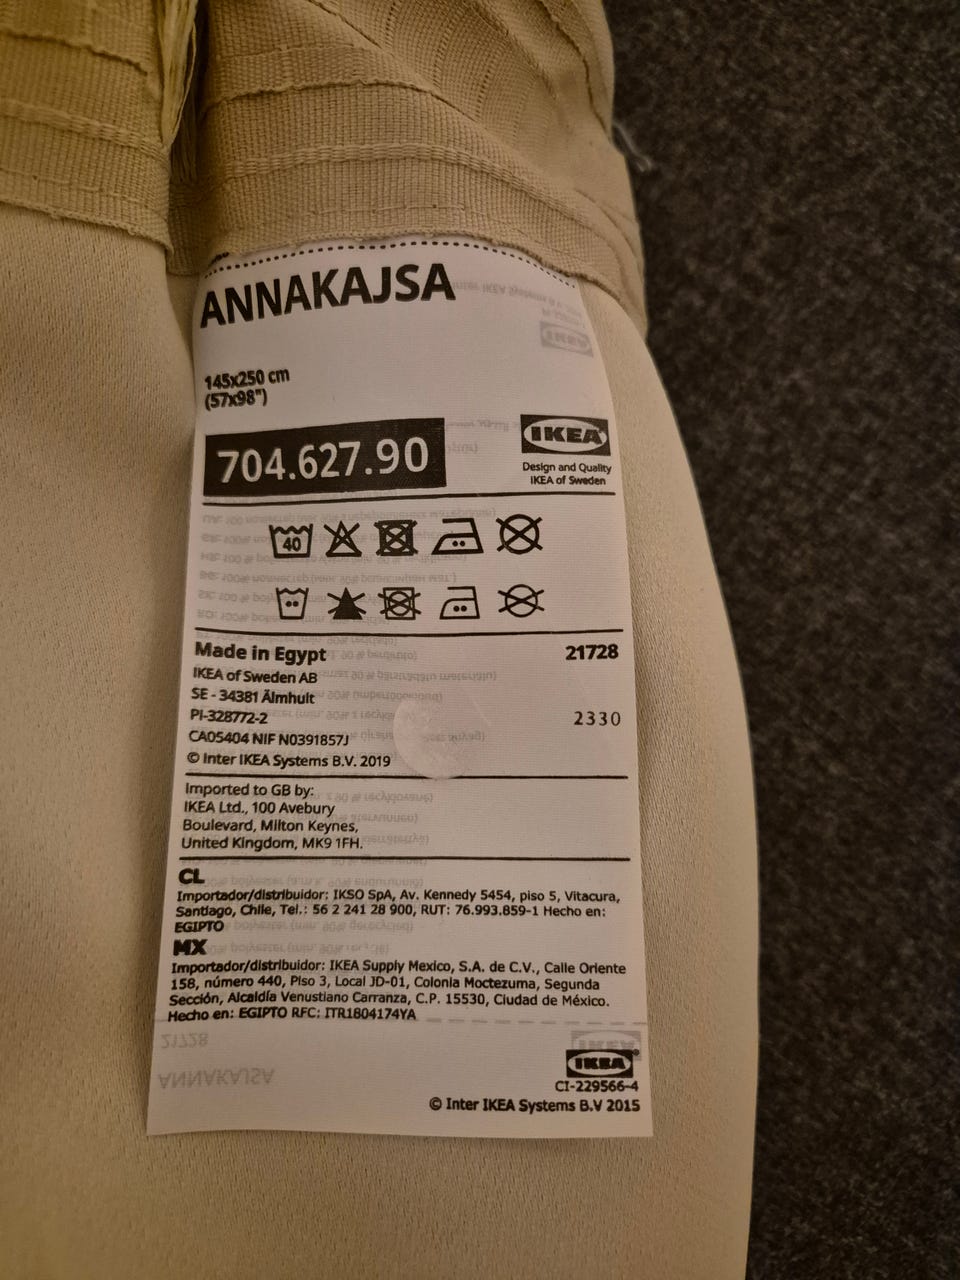 ANNAKAJSA
145x250 cm
(57x98")
704.627.90
IKEA
Design and Quality
IKEA of Sweden
40
Made in Egypt
21728
IKEA of Sweden AB
SE - 34381 Älmhult
PI-328772-2
2330
CA05404 NIF N0391857J
© Inter IKEA Systems B.V. 2019
Imported to GB by:
IKEA Ltd., 100 Avebury
Boulevard, Milton Keynes,
United Kingdom, MK9 1FH.
CL
Importador/distribuidor: IKSO SpA, Av. Kennedy 5454, piso 5, Vitacura,
Santiago, Chile, Tel.: 56 2 241 28 900, RUT: 76.993.859-1 Hecho en:
EGIPTO
MX
Importador/distribuidor: IKEA Supply Mexico, S.A. de C.V., Calle Oriente
158, número 440, Piso 3, Local JD-01, Colonia Moctezuma, Segunda
Sección, Alcaldía Venustiano Carranza, C.P. 15530, Ciudad de México.
Hecho en: EGIPTO RFC: ITR1804174YA
21728
ANNAKAJSA
IKEA
CI-229566-4
© Inter IKEA Systems B.V 2015